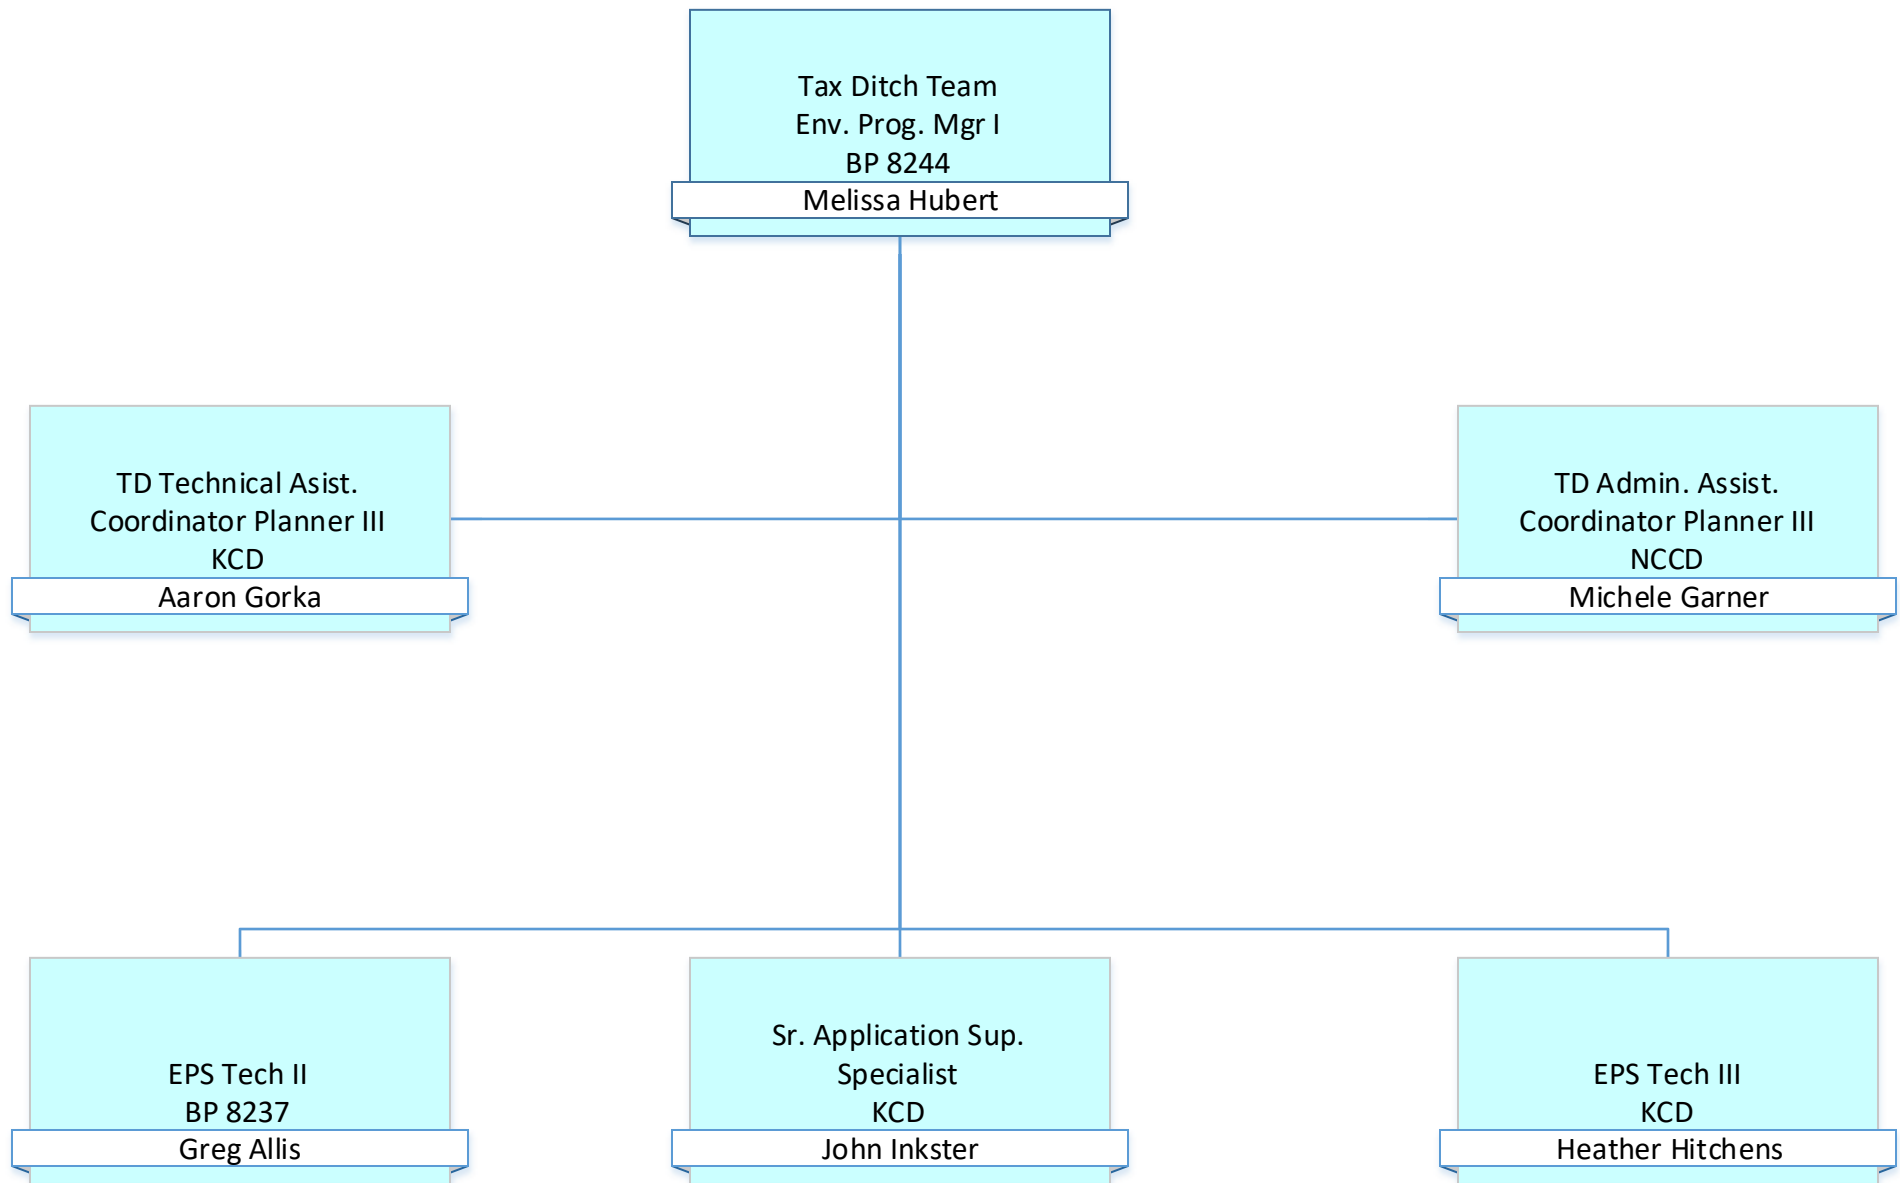 Tax Ditch Team
Env. Prog. Mgr I
BP 8244
Melissa Hubert
TD Technical Asist.
Coordinator Planner III
KCD
Aaron Gorka
TD Admin. Assist.
Coordinator Planner III
NCCD
Michele Garner
EPS Tech II
BP 8237
Greg Allis
Sr. Application Sup.
Specialist
KCD
John Inkster
EPS Tech III
KCD
Heather Hitchens